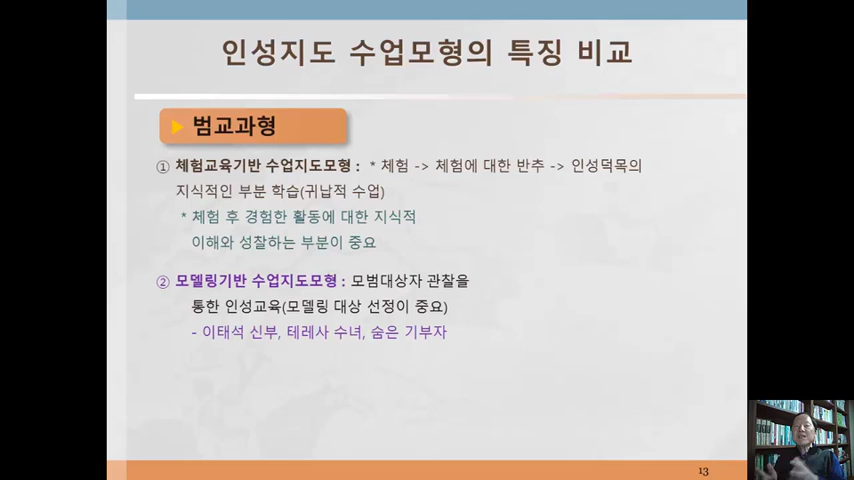 인성지도 수업모형의 특징 비교
범교과형
① 체험교육기반 수업지도모형 : * 체험 -> 체험에 대한 반추 -> 인성덕목의
지식적인 부분 학습(귀납적 수업)
* 체험 후 경험한 활동에 대한 지식적
이해와 성찰하는 부분이 중요
② 모델링기반 수업지도모형 : 모범대상자 관찰을
통한 인성교육(모델링 대상 선정이 중요)
- 이태석 신부, 테레사 수녀, 숨은 기부자
13